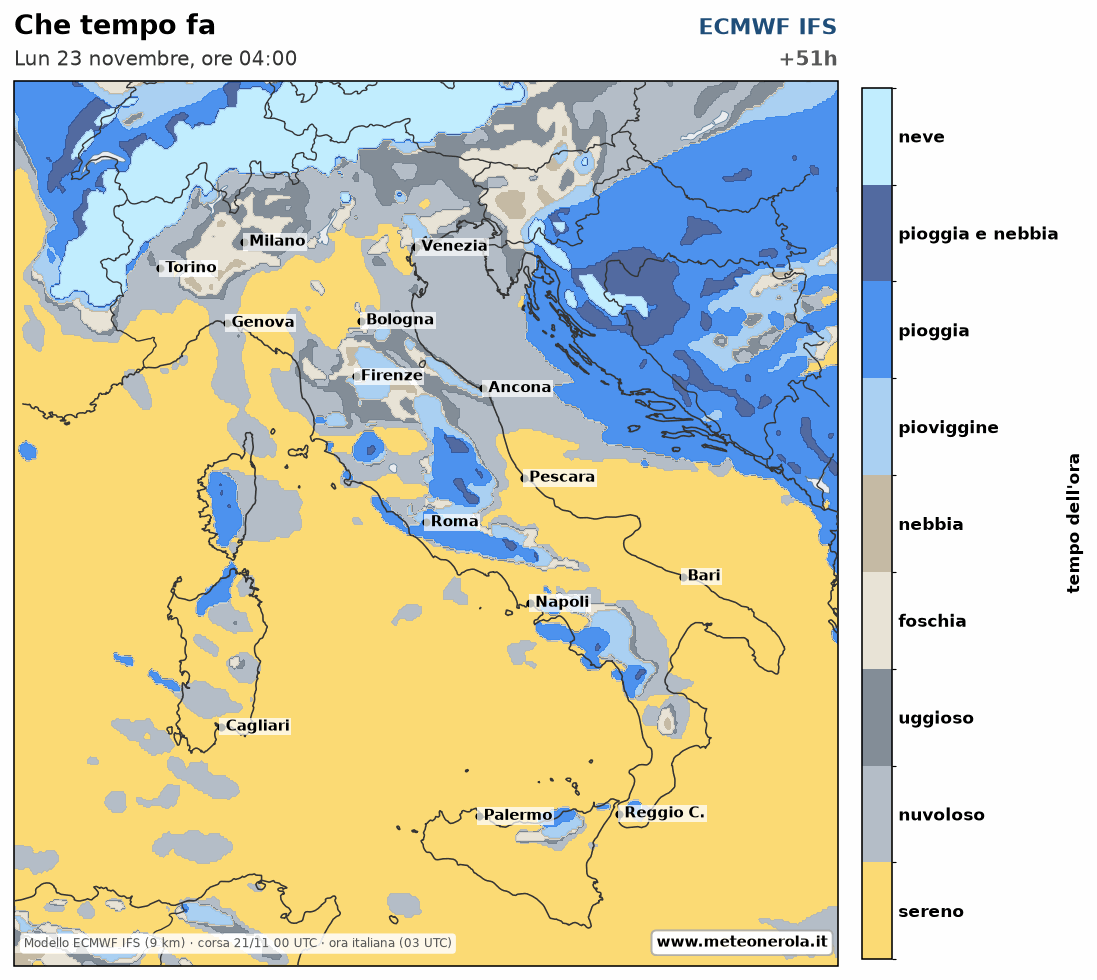 Che tempo fa
ECMWF IFS
Lun 23 novembre, ore 04:00
+51h
neve
pioggia e nebbia
pioggia
pioviggine
nebbia
foschia
uggioso
nuvoloso
sereno
tempo dell'ora
Milano
Venezia
Torino
Genova
Bologna
Firenze
Ancona
Pescara
Roma
Bari
Napoli
Cagliari
Palermo
Reggio C.
Modello ECMWF IFS (9 km) · corsa 21/11 00 UTC · ora italiana (03 UTC)
www.meteonerola.it